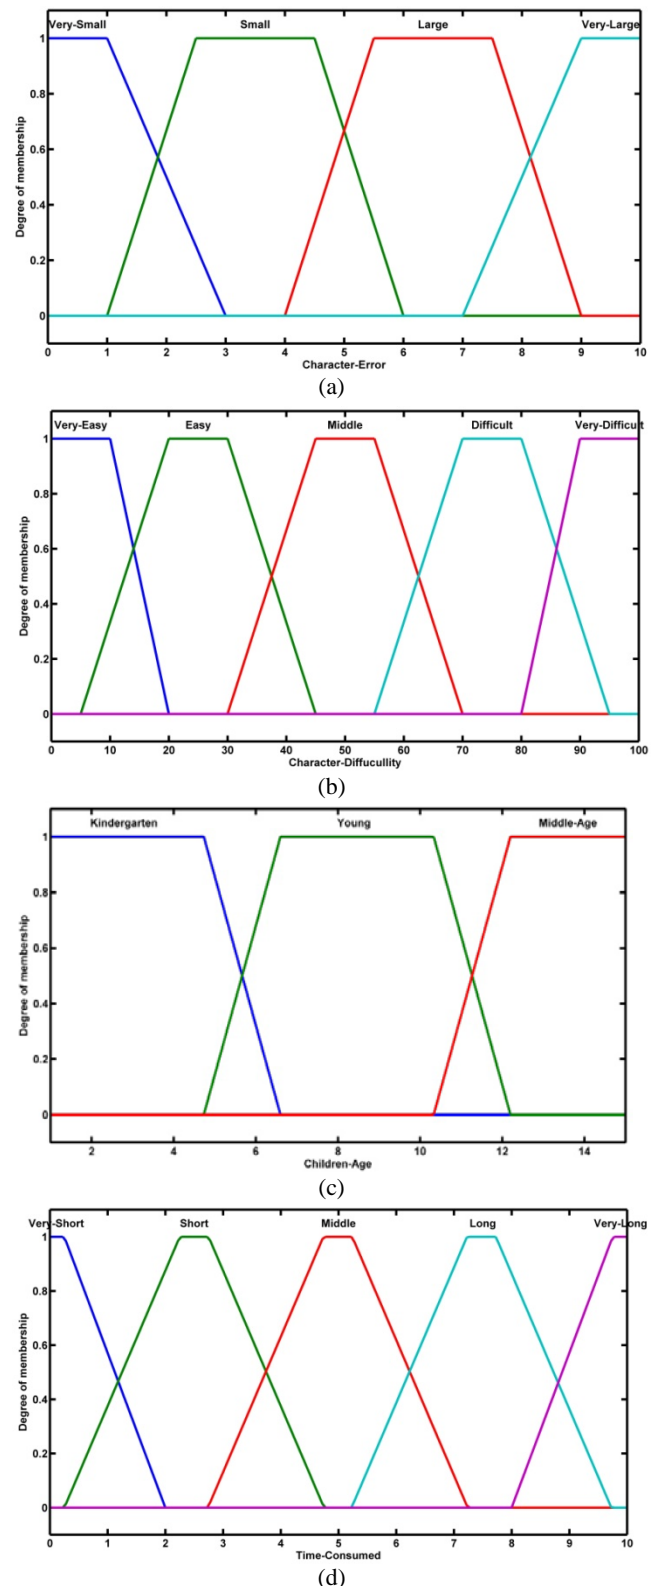 Very-Small Small Large Very-Large
1
0.8
0.6
0.4
0.2
0
Degree of membership
0 1 2 3 4 5 6 7 8 9 10
Character-Error
(a)
Very-Easy Easy Middle Difficult Very-Difficult
1
0.8
0.6
0.4
0.2
0
Degree of membership
0 10 20 30 40 50 60 70 80 90 100
Character-Diffucullity
(b)
Kindergarten Young Middle-Age
1
0.8
0.6
0.4
0.2
0
Degree of membership
2 4 6 8 10 12 14
Children-Age
(c)
Very-Short Short Middle Long Very-Long
1
0.8
0.6
0.4
0.2
0
Degree of membership
0 1 2 3 4 5 6 7 8 9 10
Time-Consumed
(d)